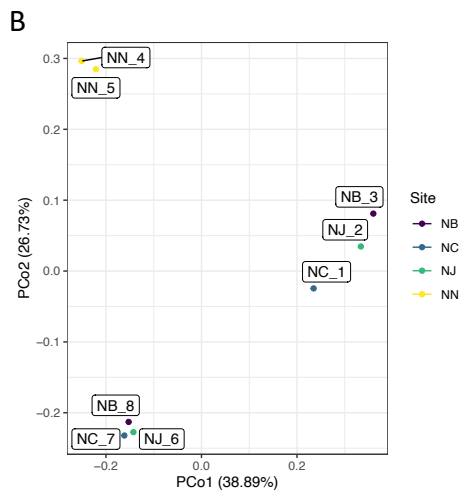 B
NN_4
NN_5
NB_3
NJ_2
NC_1
NB_8
NC_7
NJ_6
0.3
0.2
0.1
0.0
−0.1
−0.2
−0.2
0.0
0.2
PCo1 (38.89%)
PCo2 (26.73%)
Site
NB
NC
NJ
NN